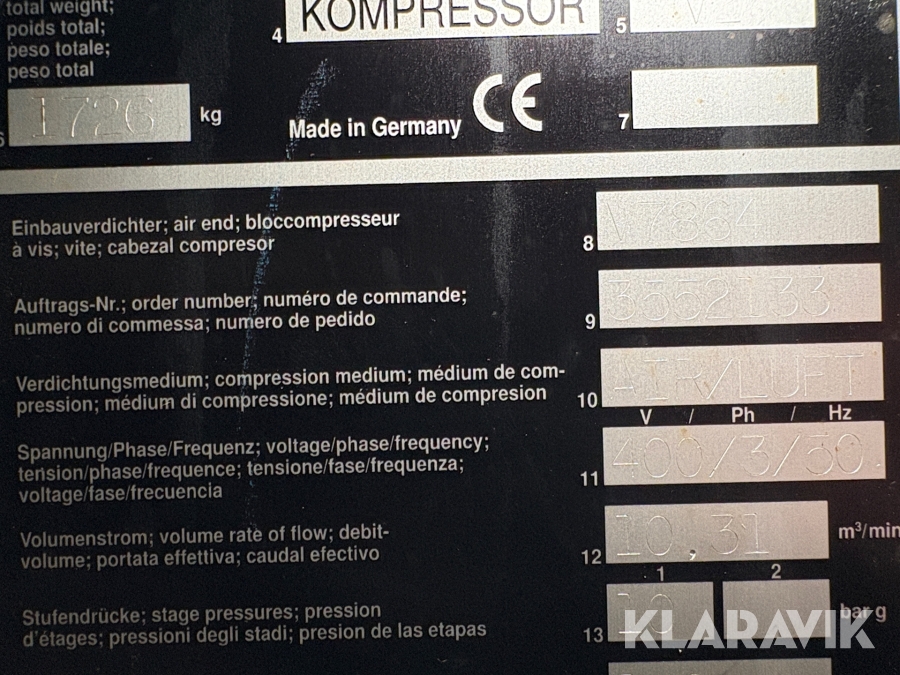 total weight;
poids total;
peso totale;
peso total
4 KOMPRESSOR
5
6 1726 kg
Made in Germany CE
7
Einbauverdichter; air end; bloccompresseur
à vis; vite; cabezal compresor
8
Auftrags-Nr.; order number; numéro de commande;
numero di commessa; numero de pedido
9 3352133
Verdichtungsmedium; compression medium; médium de com-
pression; médium di compressione; médium de compresion
10 AIR/LUFT
V / Ph / Hz
Spannung/Phase/Frequenz; voltage/phase/frequency;
tension/phase/frequence; tensione/fase/frequenza;
voltage/fase/frecuencia
11 400/3/50
Volumenstrom; volume rate of flow; debit-
volume; portata effettiva; caudal efectivo
12 10,31 m³/min
1 2
Stufendrücke; stage pressures; pression
d'étages; pressioni degli stadi; presion de las etapas
13 10 bar g
KLARAVIK